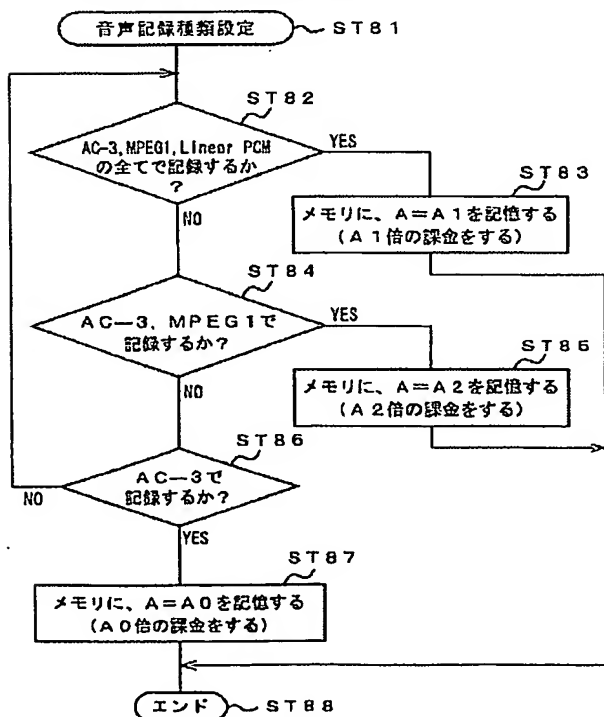 音声記録種類設定
ST81
ST82
AC-3,MPEG1,Linear PCM
の全てで記録するか
?
YES
NO
ST83
メモリに、A=A1を記憶する
(A1倍の課金をする)
ST84
AC-3, MPEG1で
記録するか?
YES
NO
ST85
メモリに、A=A2を記憶する
(A2倍の課金をする)
ST86
AC-3で
記録するか?
NO
YES
ST87
メモリに、A=A0を記憶する
(A0倍の課金をする)
エンド
ST88